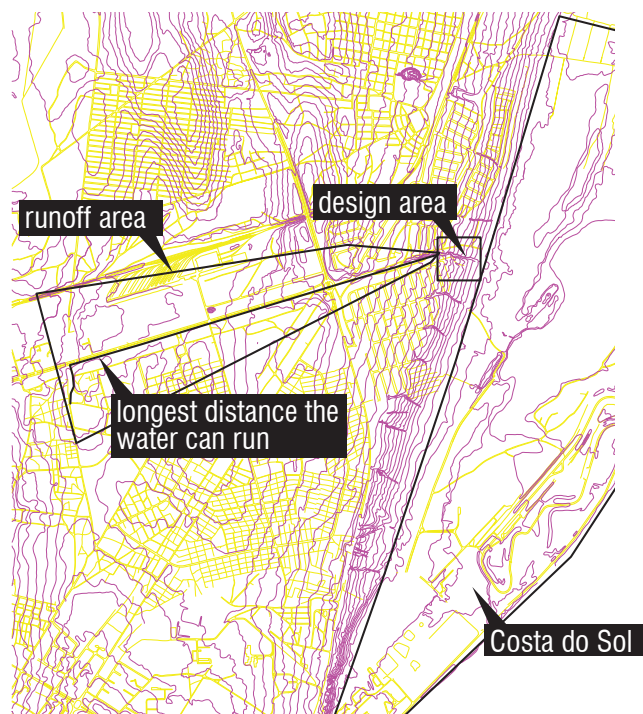 design area
runoff area
longest distance the
water can run
Costa do Sol